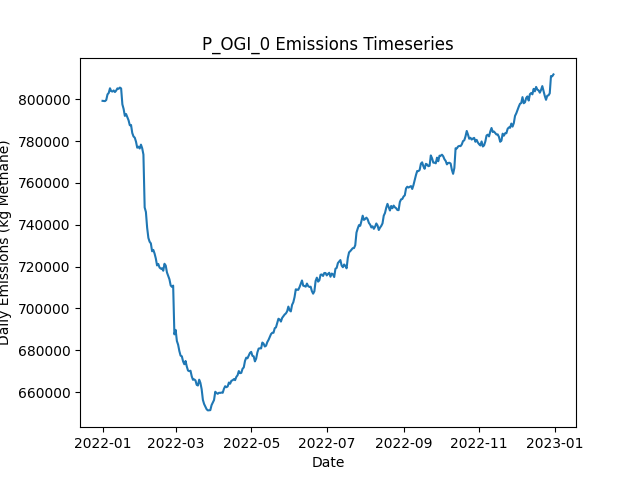 P_OGI_0 Emissions Timeseries
Daily Emissions (kg Methane)
800000
780000
760000
740000
720000
700000
680000
660000
2022-01 2022-03 2022-05 2022-07 2022-09 2022-11 2023-01
Date